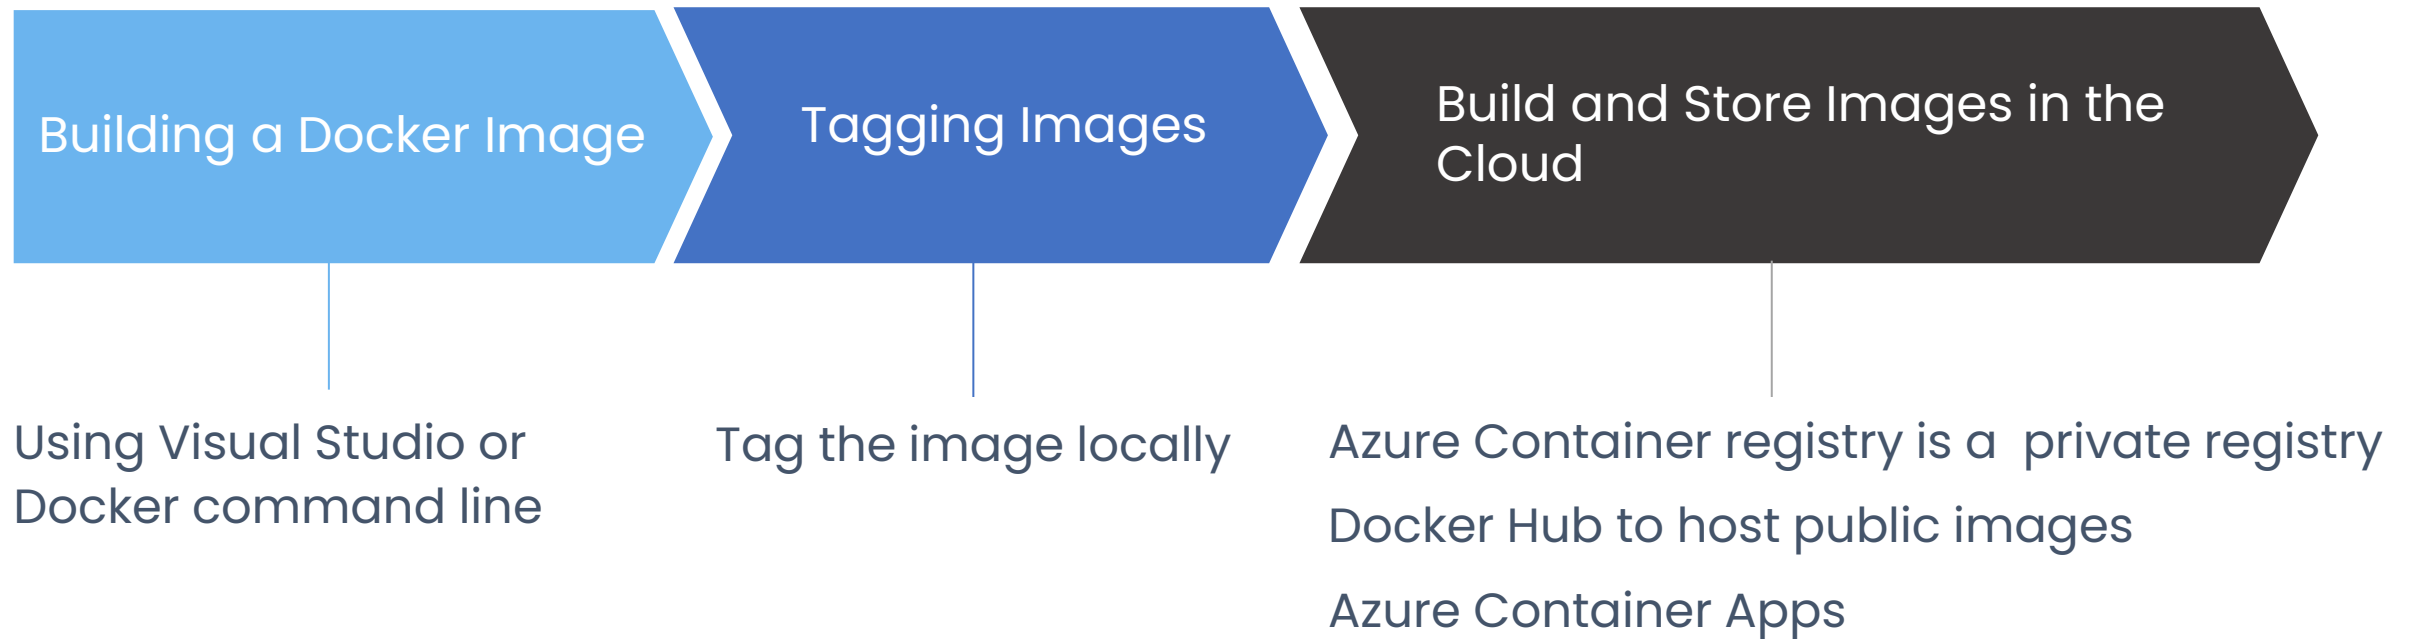 Building a Docker Image
Tagging Images
Build and Store Images in the
Cloud
Using Visual Studio or
Docker command line
Tag the image locally
Azure Container registry is a  private registry
Docker Hub to host public images
Azure Container Apps